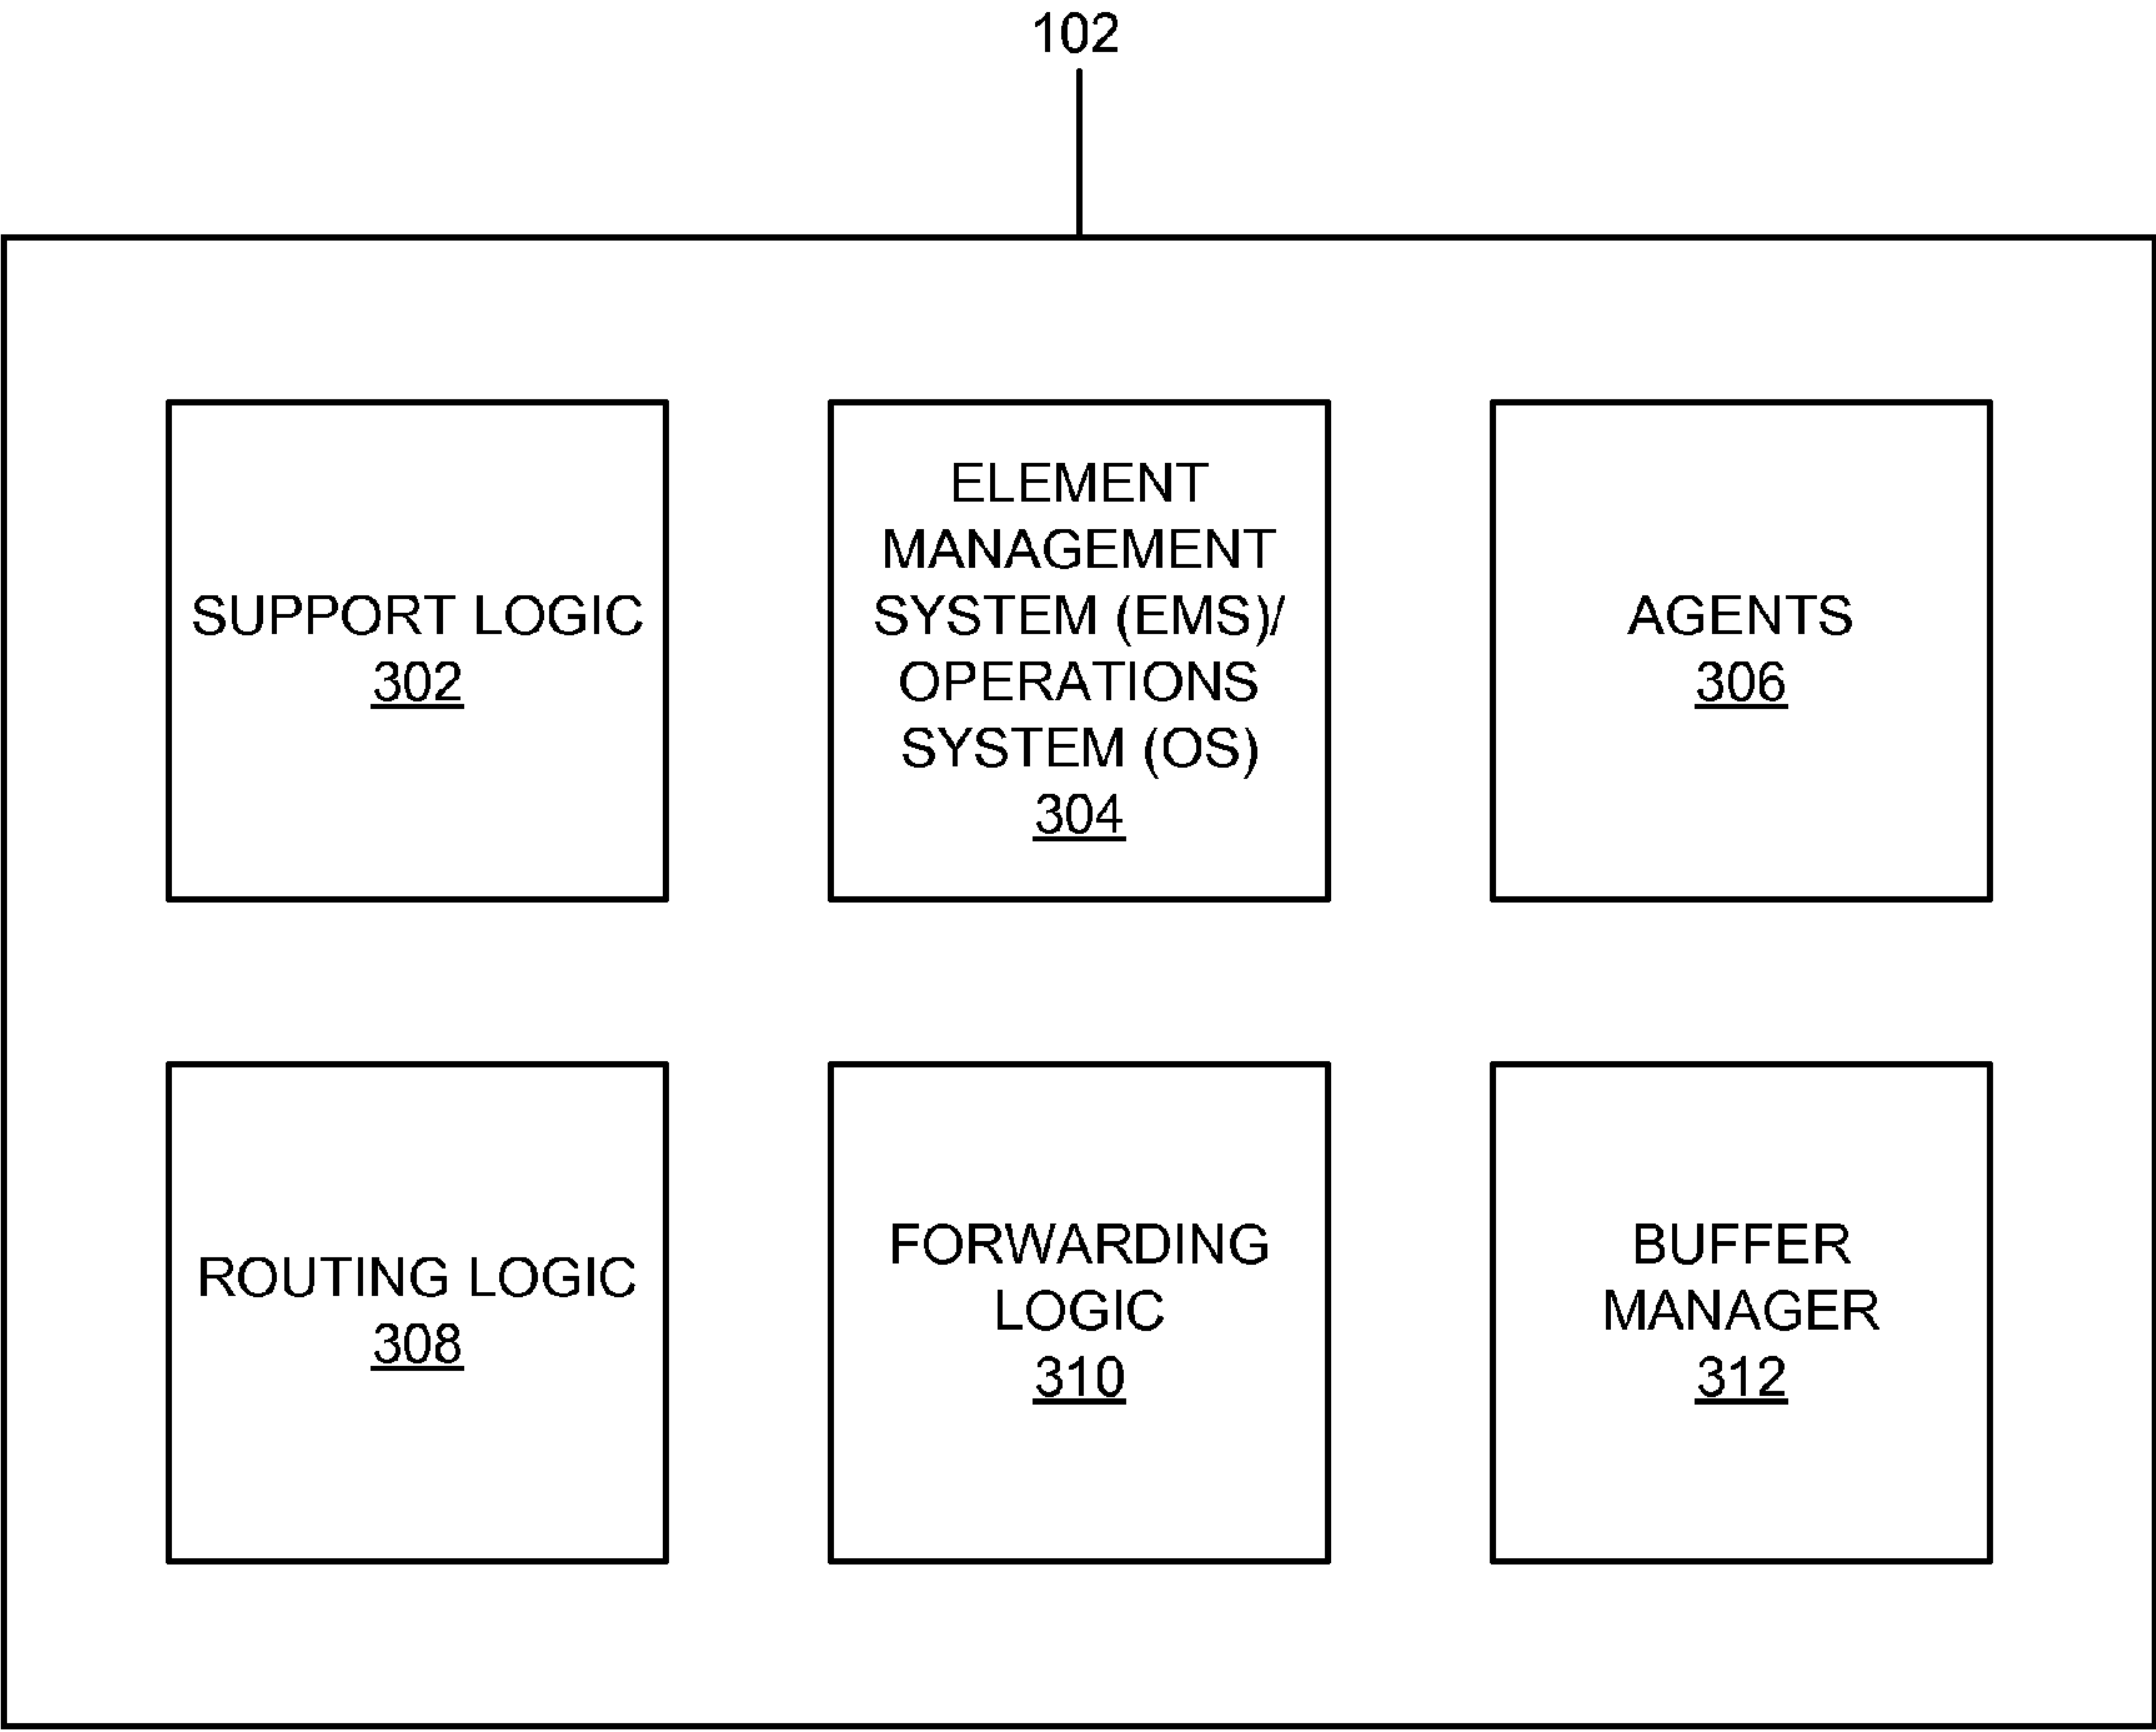 102
SUPPORT LOGIC
302
ELEMENT
MANAGEMENT
SYSTEM (EMS)/
OPERATIONS
SYSTEM (OS)
304
AGENTS
306
ROUTING LOGIC
308
FORWARDING
LOGIC
310
BUFFER
MANAGER
312